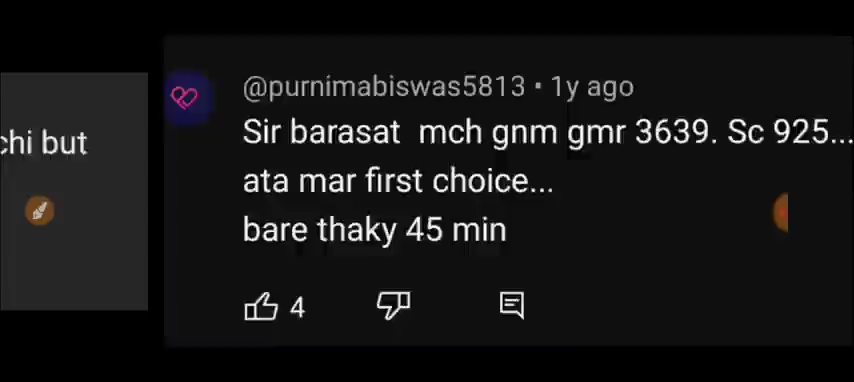 chi but
@purnimabiswas5813 • 1y ago
Sir barasat mch gnm gmr 3639. Sc 925...
ata mar first choice...
bare thaky 45 min
4